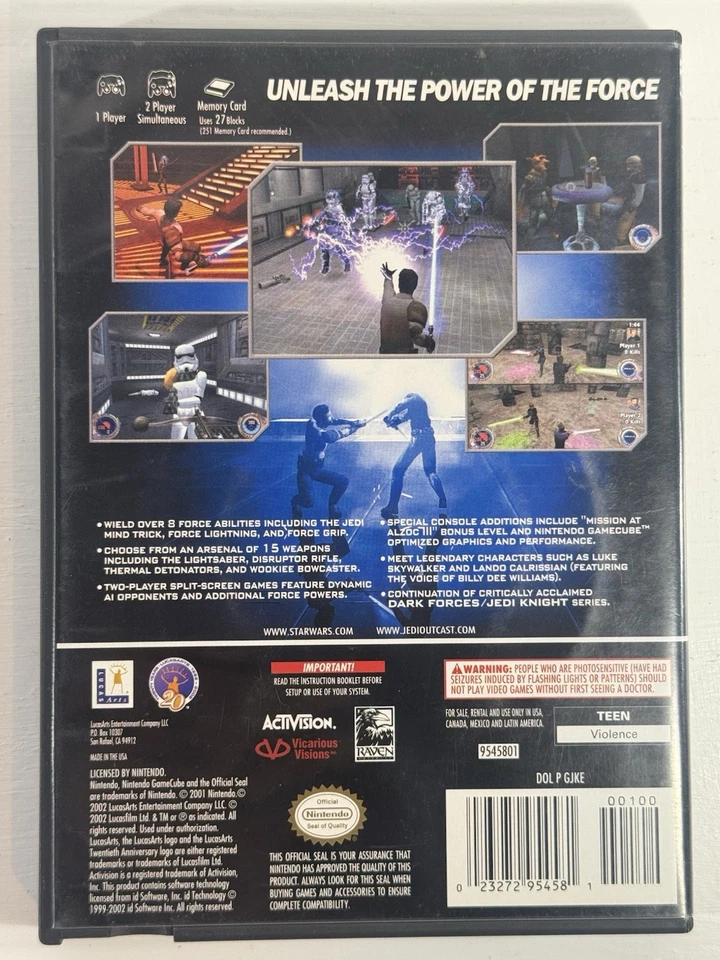 UNLEASH THE POWER OF THE FORCE
1 Player
2 Player
Simultaneous
Memory Card
Uses 27 Blocks
(251 Memory Card recommended.)
1:44
Player 1
0 Kills
Player 2
0 Kills
• WIELD OVER 8 FORCE ABILITIES INCLUDING THE JEDI
MIND TRICK, FORCE LIGHTNING, AND FORCE GRIP.
• CHOOSE FROM AN ARSENAL OF 15 WEAPONS
INCLUDING THE LIGHTSABER, DISRUPTOR RIFLE,
THERMAL DETONATORS, AND WOOKIEE BOWCASTER.
• TWO-PLAYER SPLIT-SCREEN GAMES FEATURE DYNAMIC
AI OPPONENTS AND ADDITIONAL FORCE POWERS.
• SPECIAL CONSOLE ADDITIONS INCLUDE "MISSION AT
ALZOC III" BONUS LEVEL AND NINTENDO GAMECUBE™
OPTIMIZED GRAPHICS AND PERFORMANCE.
• MEET LEGENDARY CHARACTERS SUCH AS LUKE
SKYWALKER AND LANDO CALRISSIAN (FEATURING
THE VOICE OF BILLY DEE WILLIAMS).
• CONTINUATION OF CRITICALLY ACCLAIMED
DARK FORCES/JEDI KNIGHT SERIES.
WWW.STARWARS.COM WWW.JEDIOUTCAST.COM
LUCAS
Arts
20
LucasArts Entertainment Company LLC
P.O. Box 10307
San Rafael, CA 94912
MADE IN THE USA
LICENSED BY NINTENDO.
Nintendo, Nintendo GameCube and the Official Seal
are trademarks of Nintendo. © 2001 Nintendo.©
2002 LucasArts Entertainment Company LLC. ©
2002 Lucasfilm Ltd. & TM or ® as indicated. All
rights reserved. Used under authorization.
LucasArts, the LucasArts logo and the LucasArts
Twentieth Anniversary logo are either registered
trademarks or trademarks of Lucasfilm Ltd.
Activision is a registered trademark of Activision,
Inc. This product contains software technology
licensed from id Software, Inc. id Technology ©
1999-2002 id Software Inc. All rights reserved.
IMPORTANT!
READ THE INSTRUCTION BOOKLET BEFORE
SETUP OR USE OF YOUR SYSTEM.
ACTIVISION.
Vicarious
Visions™
RAVEN
Official
Nintendo
Seal of Quality
THIS OFFICIAL SEAL IS YOUR ASSURANCE THAT
NINTENDO HAS APPROVED THE QUALITY OF THIS
PRODUCT. ALWAYS LOOK FOR THIS SEAL WHEN
BUYING GAMES AND ACCESSORIES TO ENSURE
COMPLETE COMPATIBILITY.
WARNING: PEOPLE WHO ARE PHOTOSENSITIVE (HAVE HAD
SEIZURES INDUCED BY FLASHING LIGHTS OR PATTERNS) SHOULD
NOT PLAY VIDEO GAMES WITHOUT FIRST SEEING A DOCTOR.
FOR SALE, RENTAL AND USE ONLY IN USA,
CANADA, MEXICO AND LATIN AMERICA.
9545801
TEEN
Violence
DOL P GJKE
00100
0 23272 95458 1